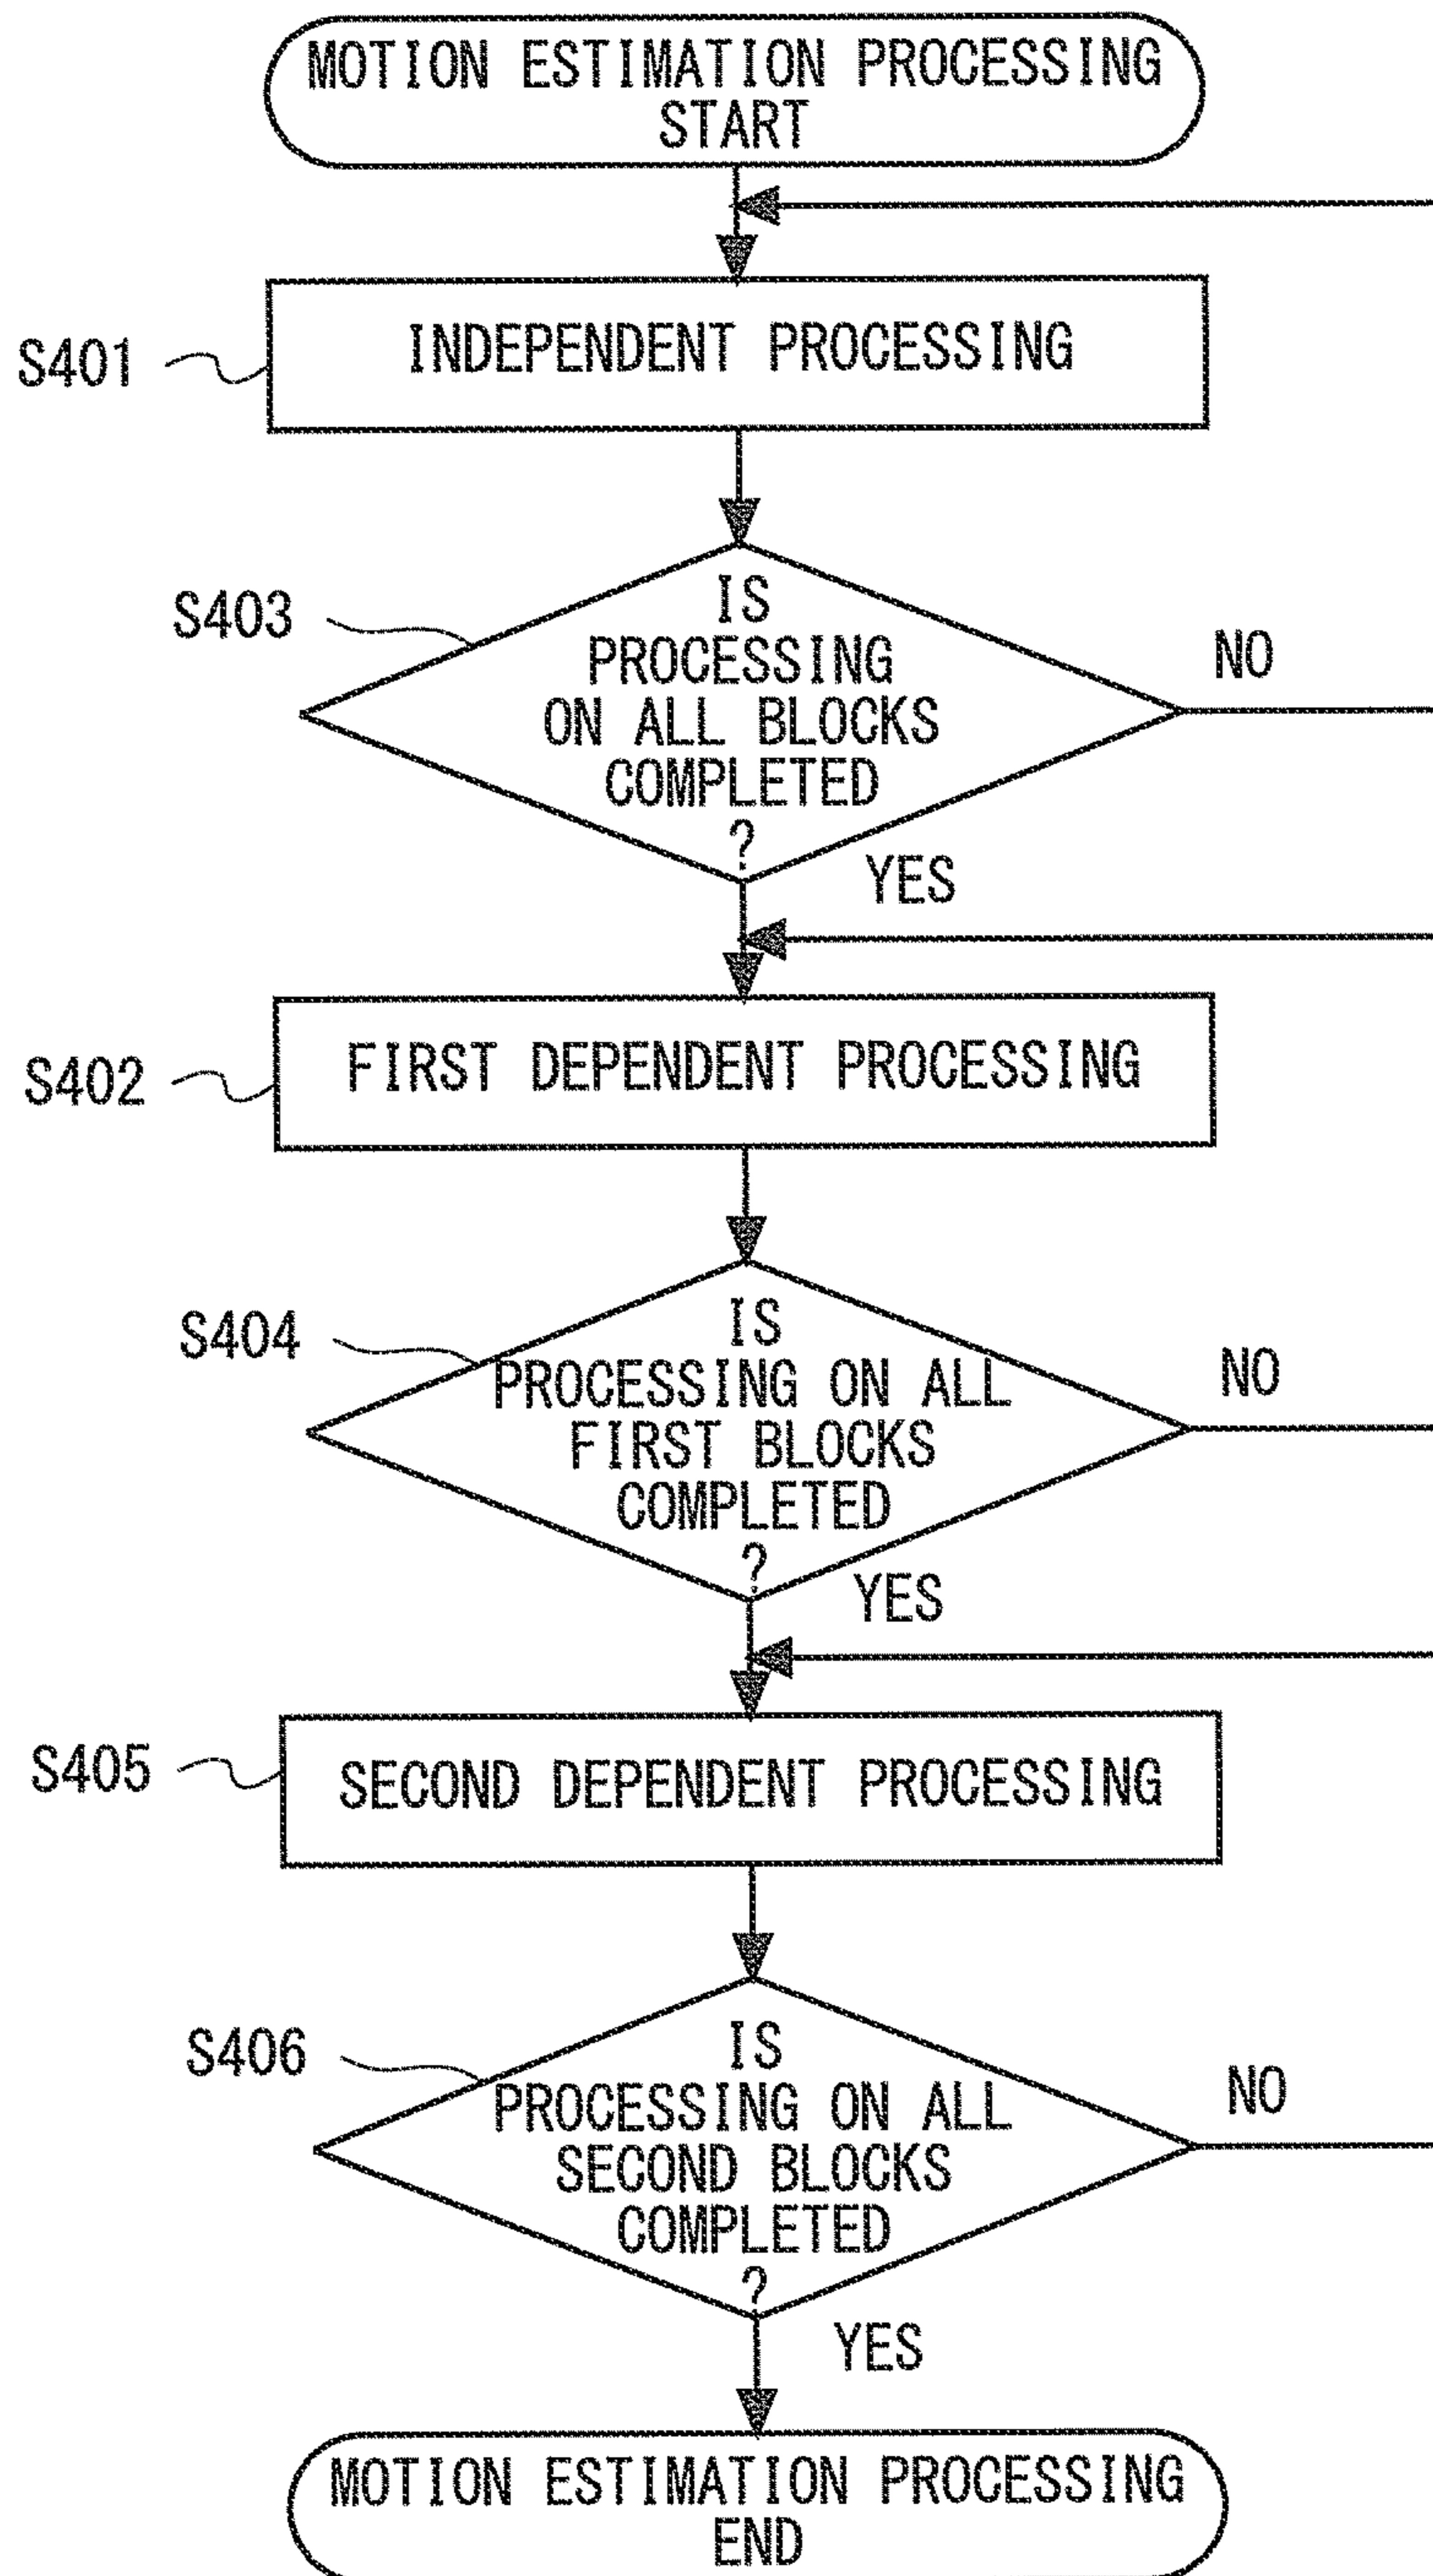 MOTION ESTIMATION PROCESSING
START
S401
INDEPENDENT PROCESSING
S403
IS
PROCESSING
ON ALL BLOCKS
COMPLETED
?
NO
YES
S402
FIRST DEPENDENT PROCESSING
S404
IS
PROCESSING ON ALL
FIRST BLOCKS
COMPLETED
?
NO
YES
S405
SECOND DEPENDENT PROCESSING
S406
IS
PROCESSING ON ALL
SECOND BLOCKS
COMPLETED
?
NO
YES
MOTION ESTIMATION PROCESSING
END